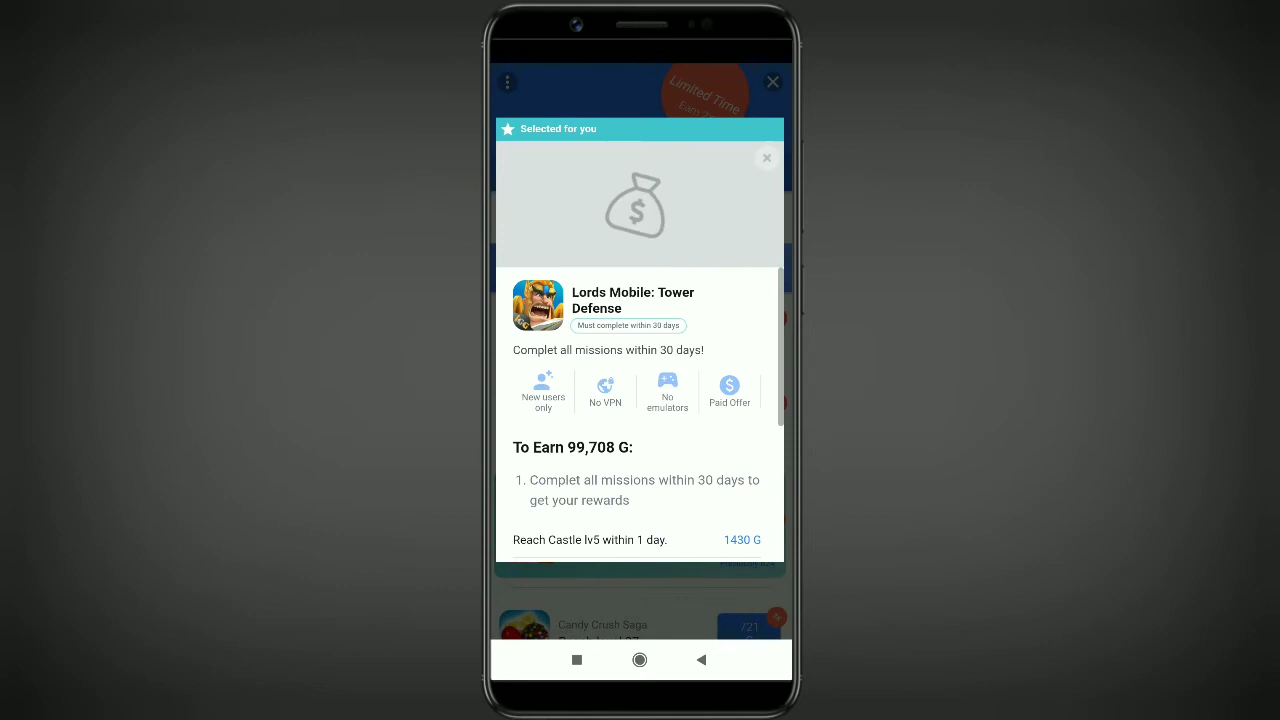 Limited Time
Selected for you
Lords Mobile: Tower
Defense
Must complete within 30 days
Complet all missions within 30 days!
New users
only
No VPN
No
emulators
Paid Offer
To Earn 99,708 G:
1. Complet all missions within 30 days to
get your rewards
Reach Castle lv5 within 1 day.
1430 G
Candy Crush Saga
721